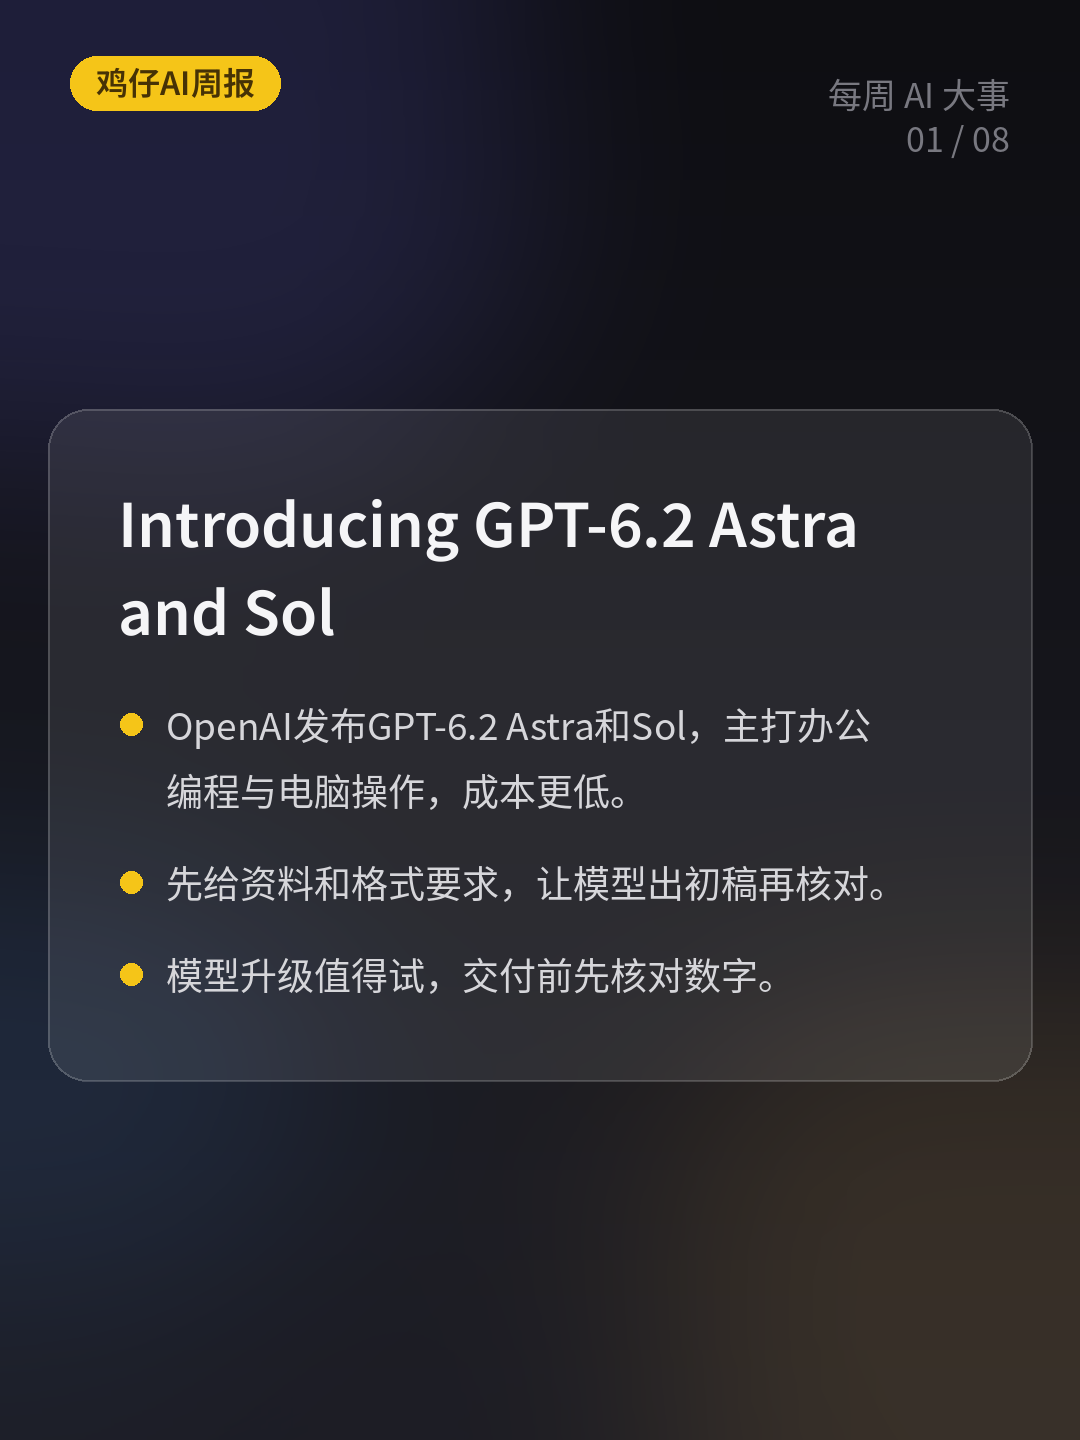 鸡仔AI周报
每周 AI 大事
01 / 08
Introducing GPT-6.2 Astra
and Sol
OpenAI发布GPT-6.2 Astra和Sol，主打办公
编程与电脑操作，成本更低。
先给资料和格式要求，让模型出初稿再核对。
模型升级值得试，交付前先核对数字。